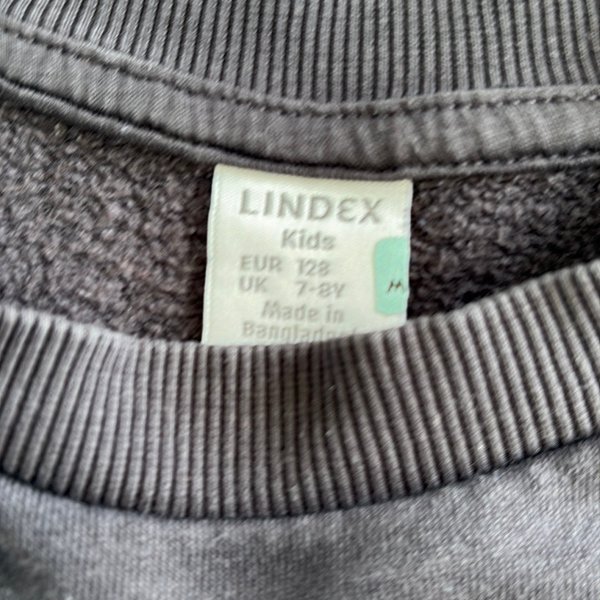 LINDEX
Kids
EUR 128
UK 7-8Y
Made in